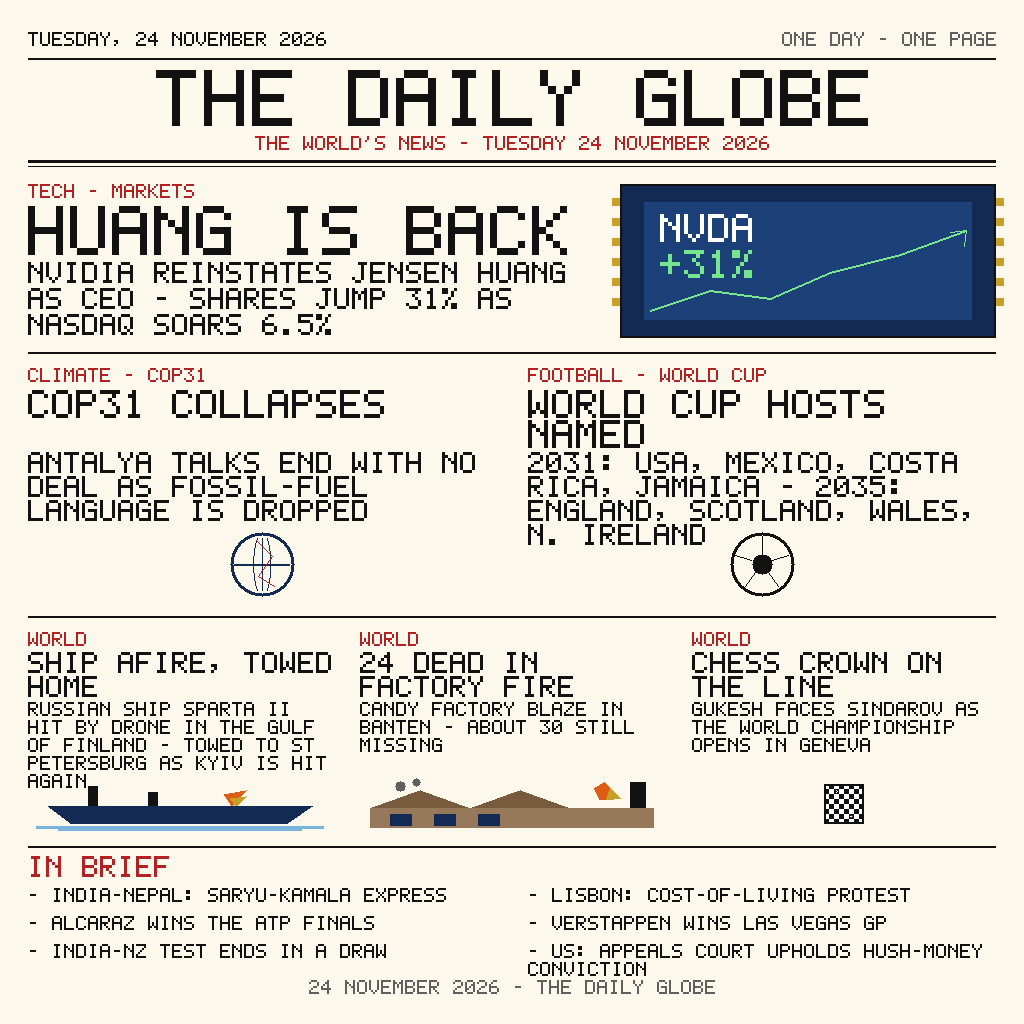 TUESDAY, 24 NOVEMBER 2026
ONE DAY - ONE PAGE
THE DAILY GLOBE
THE WORLD'S NEWS - TUESDAY 24 NOVEMBER 2026
TECH - MARKETS
HUANG IS BACK
NVIDIA REINSTATES JENSEN HUANG
AS CEO - SHARES JUMP 31% AS
NASDAQ SOARS 6.5%
NVDA
+31%
CLIMATE - COP31
COP31 COLLAPSES
ANTALYA TALKS END WITH NO
DEAL AS FOSSIL-FUEL
LANGUAGE IS DROPPED
FOOTBALL - WORLD CUP
WORLD CUP HOSTS
NAMED
2031: USA, MEXICO, COSTA
RICA, JAMAICA - 2035:
ENGLAND, SCOTLAND, WALES,
N. IRELAND
WORLD
SHIP AFIRE, TOWED
HOME
RUSSIAN SHIP SPARTA II
HIT BY DRONE IN THE GULF
OF FINLAND - TOWED TO ST
PETERSBURG AS KYIV IS HIT
AGAIN
WORLD
24 DEAD IN
FACTORY FIRE
CANDY FACTORY BLAZE IN
BANTEN - ABOUT 30 STILL
MISSING
WORLD
CHESS CROWN ON
THE LINE
GUKESH FACES SINDAROV AS
THE WORLD CHAMPIONSHIP
OPENS IN GENEVA
IN BRIEF
- INDIA-NEPAL: SARYU-KAMALA EXPRESS
- ALCARAZ WINS THE ATP FINALS
- INDIA-NZ TEST ENDS IN A DRAW
- LISBON: COST-OF-LIVING PROTEST
- VERSTAPPEN WINS LAS VEGAS GP
- US: APPEALS COURT UPHOLDS HUSH-MONEY
CONVICTION
24 NOVEMBER 2026 - THE DAILY GLOBE